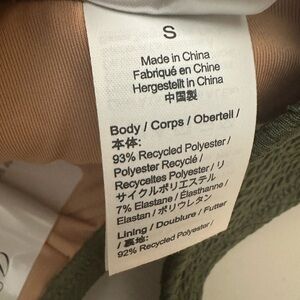 S
Made in China
Fabriqué en Chine
Hergestellt in China
中国製
Body / Corps / Oberteil /
本体:
93% Recycled Polyester /
Polyester Recyclé /
Recyceltes Polyester / リ
サイクルポリエステル
7% Elastane / Élasthanne /
Elastan / ポリウレタン
Lining / Doublure / Futter
/ 裏地:
92% Recycled Polyester /